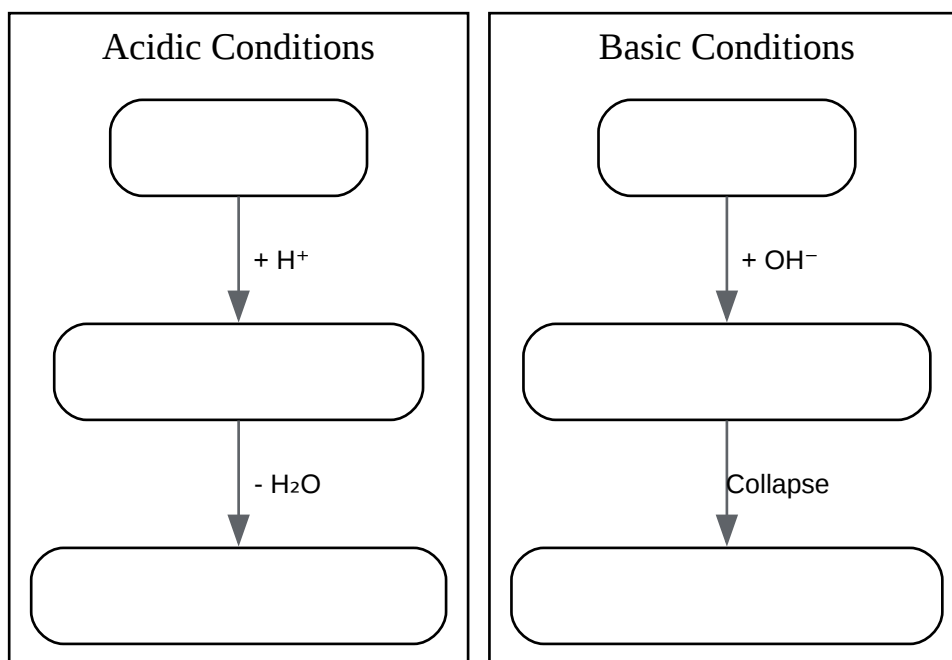 Acidic Conditions
+ H⁺
- H₂O
Basic Conditions
+ OH⁻
Collapse